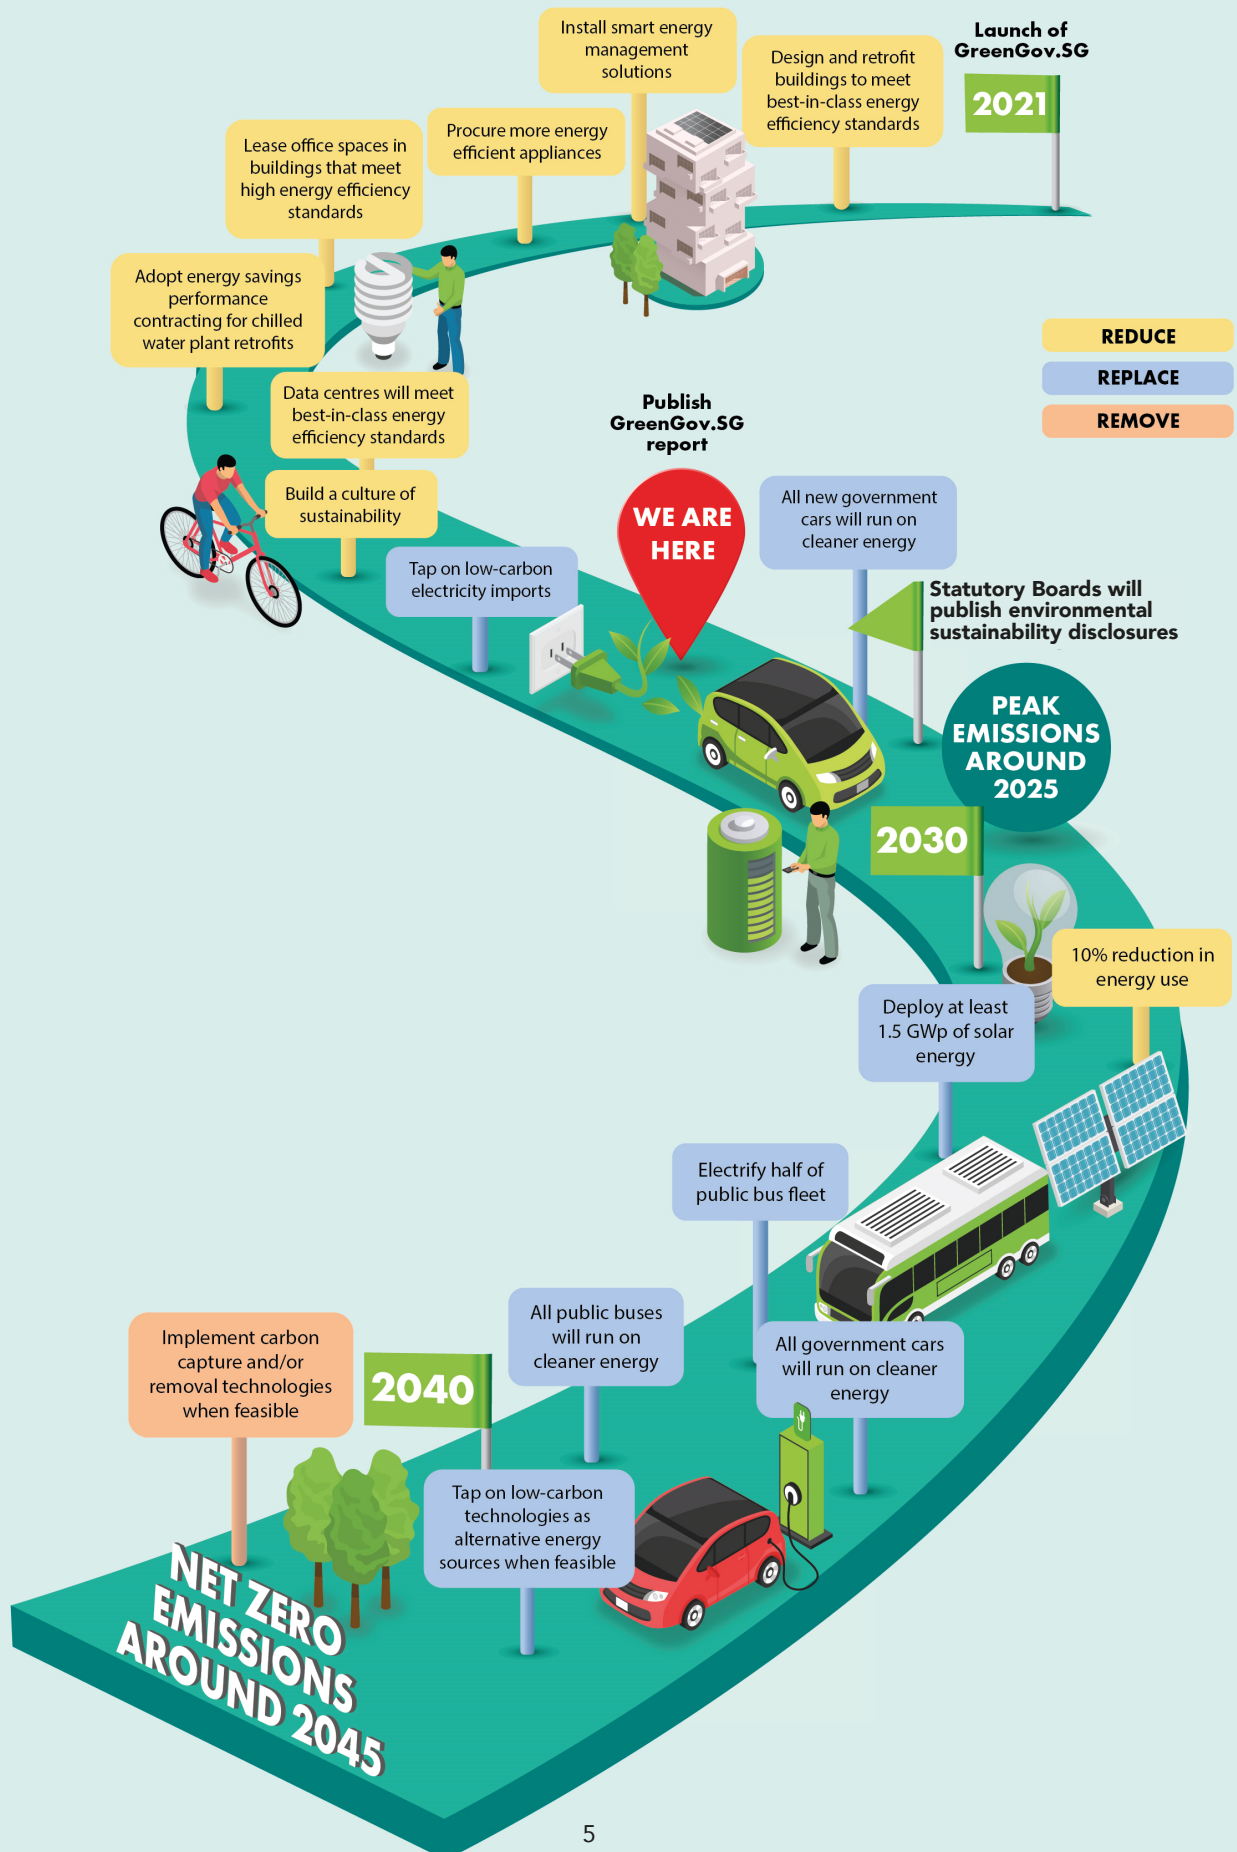 Launch of
GreenGov.SG
2021
Design and retrofit
buildings to meet
best-in-class energy
efficiency standards
Install smart energy
management
solutions
Procure more energy
efficient appliances
Lease office spaces in
buildings that meet
high energy efficiency
standards
Adopt energy savings
performance
contracting for chilled
water plant retrofits
Data centres will meet
best-in-class energy
efficiency standards
Build a culture of
sustainability
REDUCE
REPLACE
REMOVE
Tap on low-carbon
electricity imports
Publish
GreenGov.SG
report
WE ARE
HERE
All new government
cars will run on
cleaner energy
Statutory Boards will
publish environmental
sustainability disclosures
PEAK
EMISSIONS
AROUND
2025
2030
10% reduction in
energy use
Deploy at least
1.5 GWp of solar
energy
Electrify half of
public bus fleet
All government cars
will run on cleaner
energy
All public buses
will run on
cleaner energy
2040
Tap on low-carbon
technologies as
alternative energy
sources when feasible
Implement carbon
capture and/or
removal technologies
when feasible
NET ZERO
EMISSIONS
AROUND 2045
5